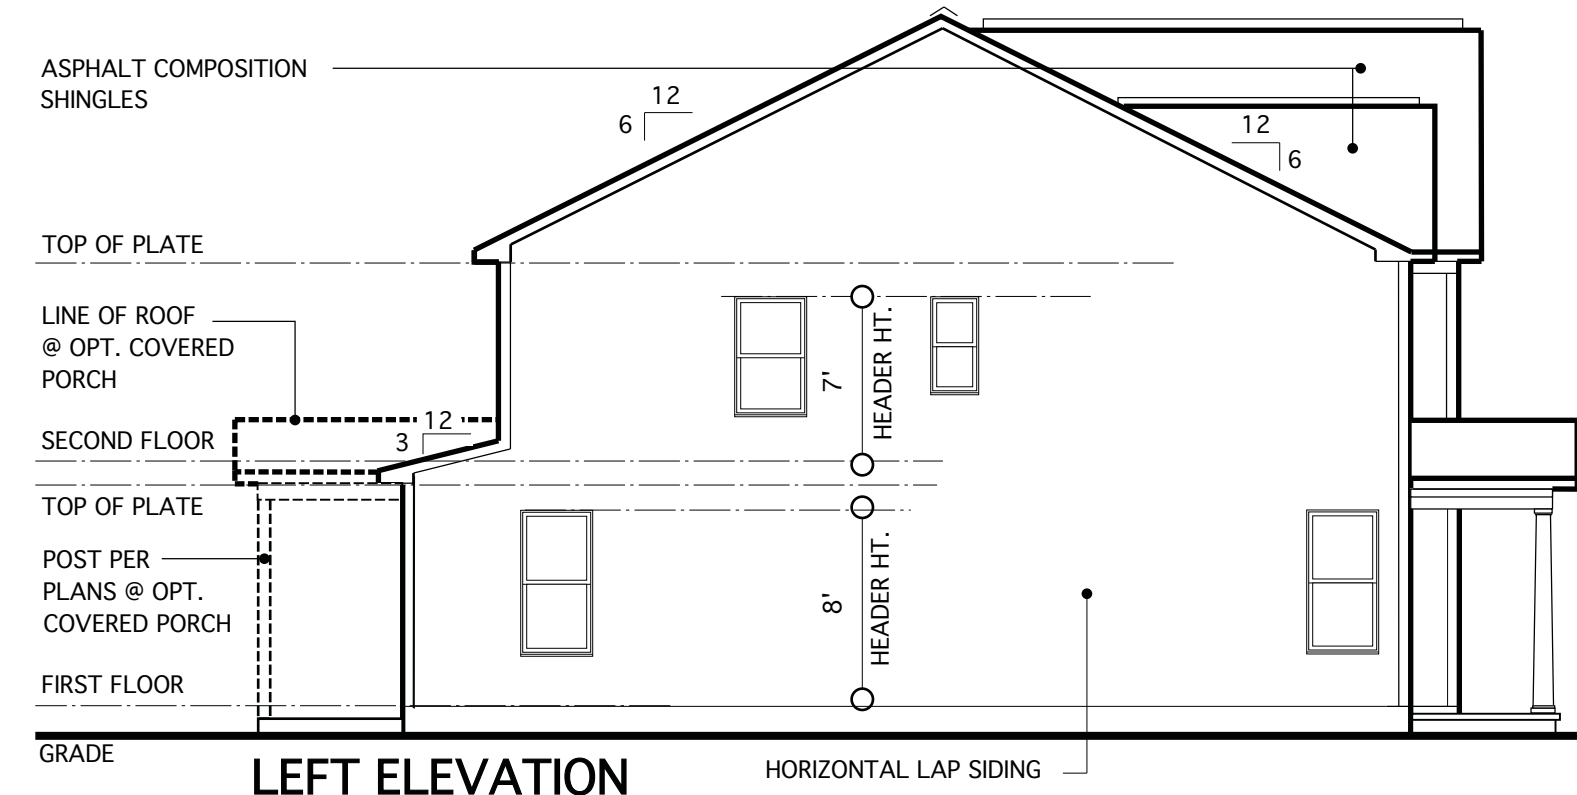 ASPHALT COMPOSITION
SHINGLES
12
6
12
6
TOP OF PLATE
LINE OF ROOF
@ OPT. COVERED
PORCH
7'
HEADER HT.
12
3
SECOND FLOOR
TOP OF PLATE
POST PER
PLANS @ OPT.
COVERED PORCH
8'
HEADER HT.
FIRST FLOOR
GRADE
LEFT ELEVATION
HORIZONTAL LAP SIDING